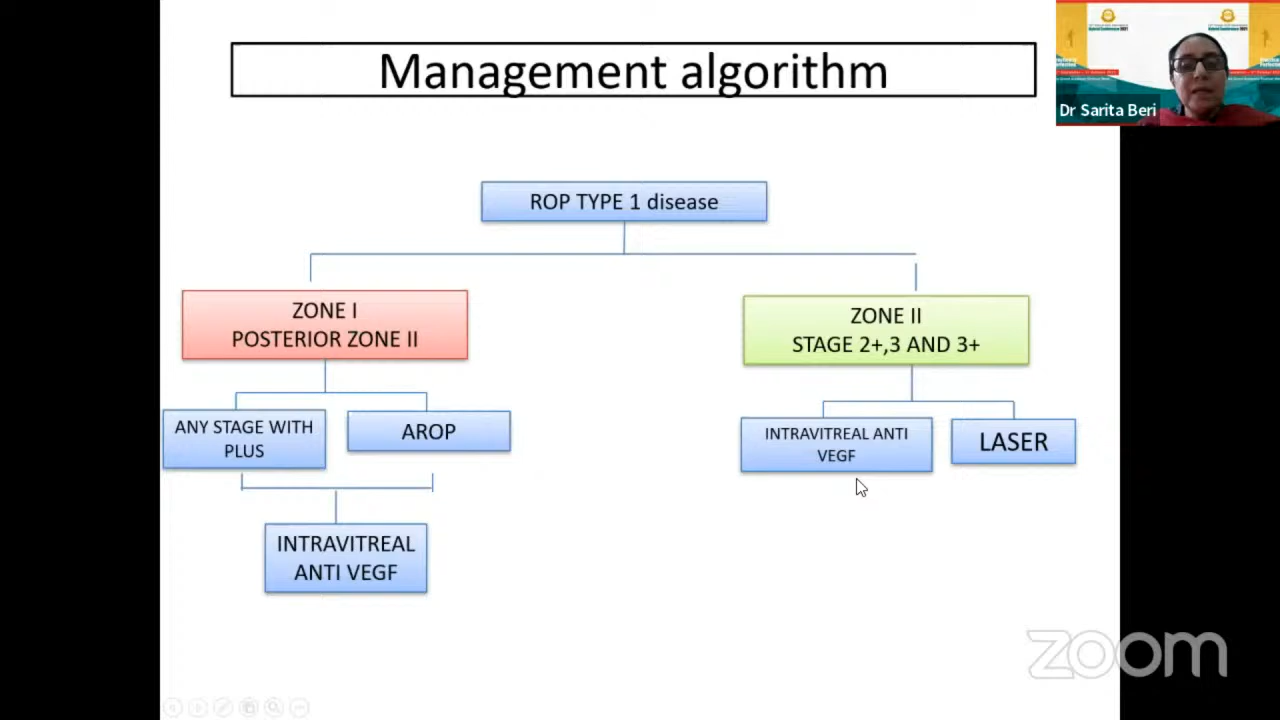 Management algorithm
Dr Sarita Beri
ROP TYPE 1 disease
ZONE I
POSTERIOR ZONE II
ZONE II
STAGE 2+,3 AND 3+
ANY STAGE WITH
PLUS
AROP
INTRAVITREAL ANTI
VEGF
LASER
INTRAVITREAL
ANTI VEGF
zoom